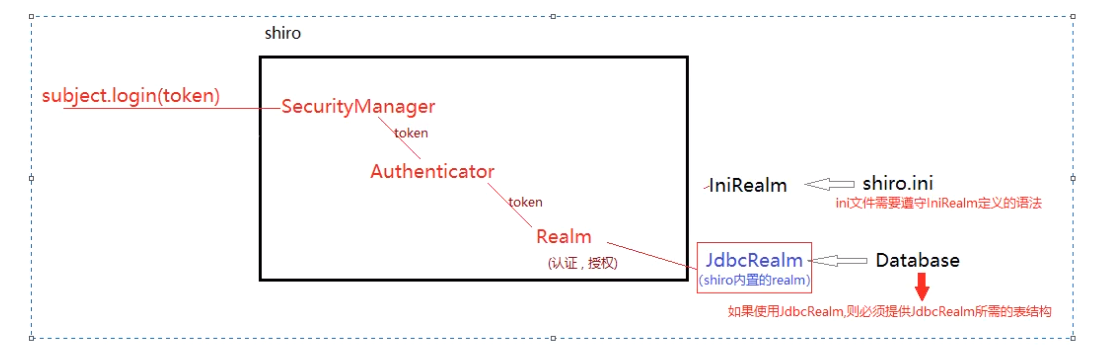 shiro
subject.login(token)
SecurityManager
token
Authenticator
token
Realm
(认证 , 授权)
IniRealm
shiro.ini
ini文件需要遵守IniRealm定义的语法
JdbcRealm
(shiro内置的realm)
Database
如果使用JdbcRealm,则必须提供JdbcRealm所需的表结构